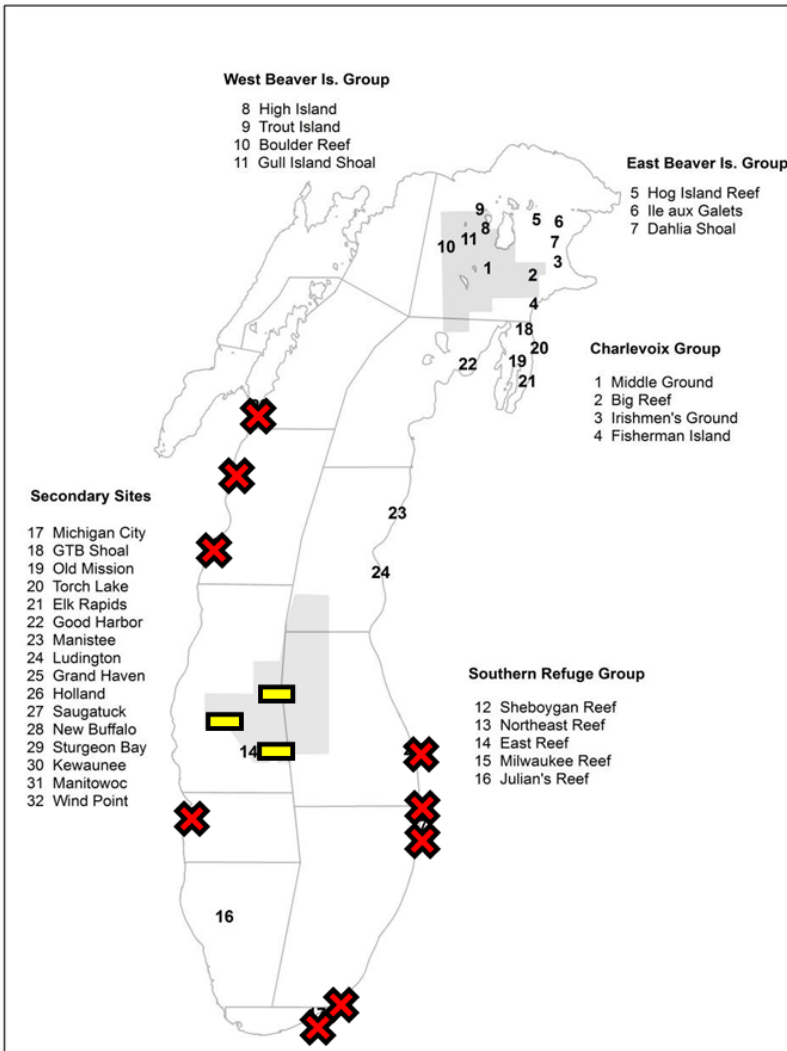 West Beaver Is. Group
8 High Island
9 Trout Island
10 Boulder Reef
11 Gull Island Shoal
East Beaver Is. Group
5 Hog Island Reef
6 Ile aux Galets
7 Dahlia Shoal
9
8
11
10
1
5
6
7
3
2
4
18
20
19
21
22
Charlevoix Group
1 Middle Ground
2 Big Reef
3 Irishmen's Ground
4 Fisherman Island
Secondary Sites
17 Michigan City
18 GTB Shoal
19 Old Mission
20 Torch Lake
21 Elk Rapids
22 Good Harbor
23 Manistee
24 Ludington
25 Grand Haven
26 Holland
27 Saugatuck
28 New Buffalo
29 Sturgeon Bay
30 Kewaunee
31 Manitowoc
32 Wind Point
23
24
Southern Refuge Group
12 Sheboygan Reef
13 Northeast Reef
14 East Reef
15 Milwaukee Reef
16 Julian's Reef
14
16